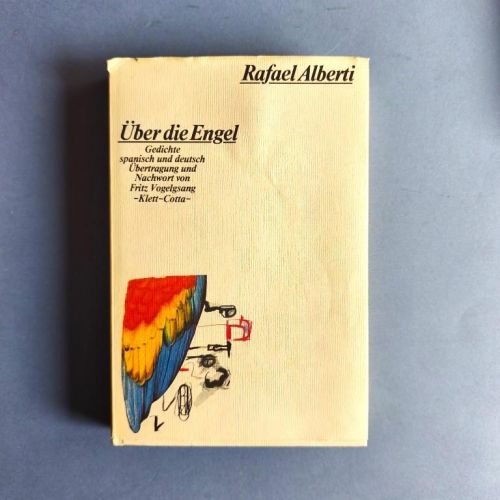 Rafael Alberti
Über die Engel
Gedichte
spanisch und deutsch
Übertragung und
Nachwort von
Fritz Vogelgsang
~Klett~Cotta~